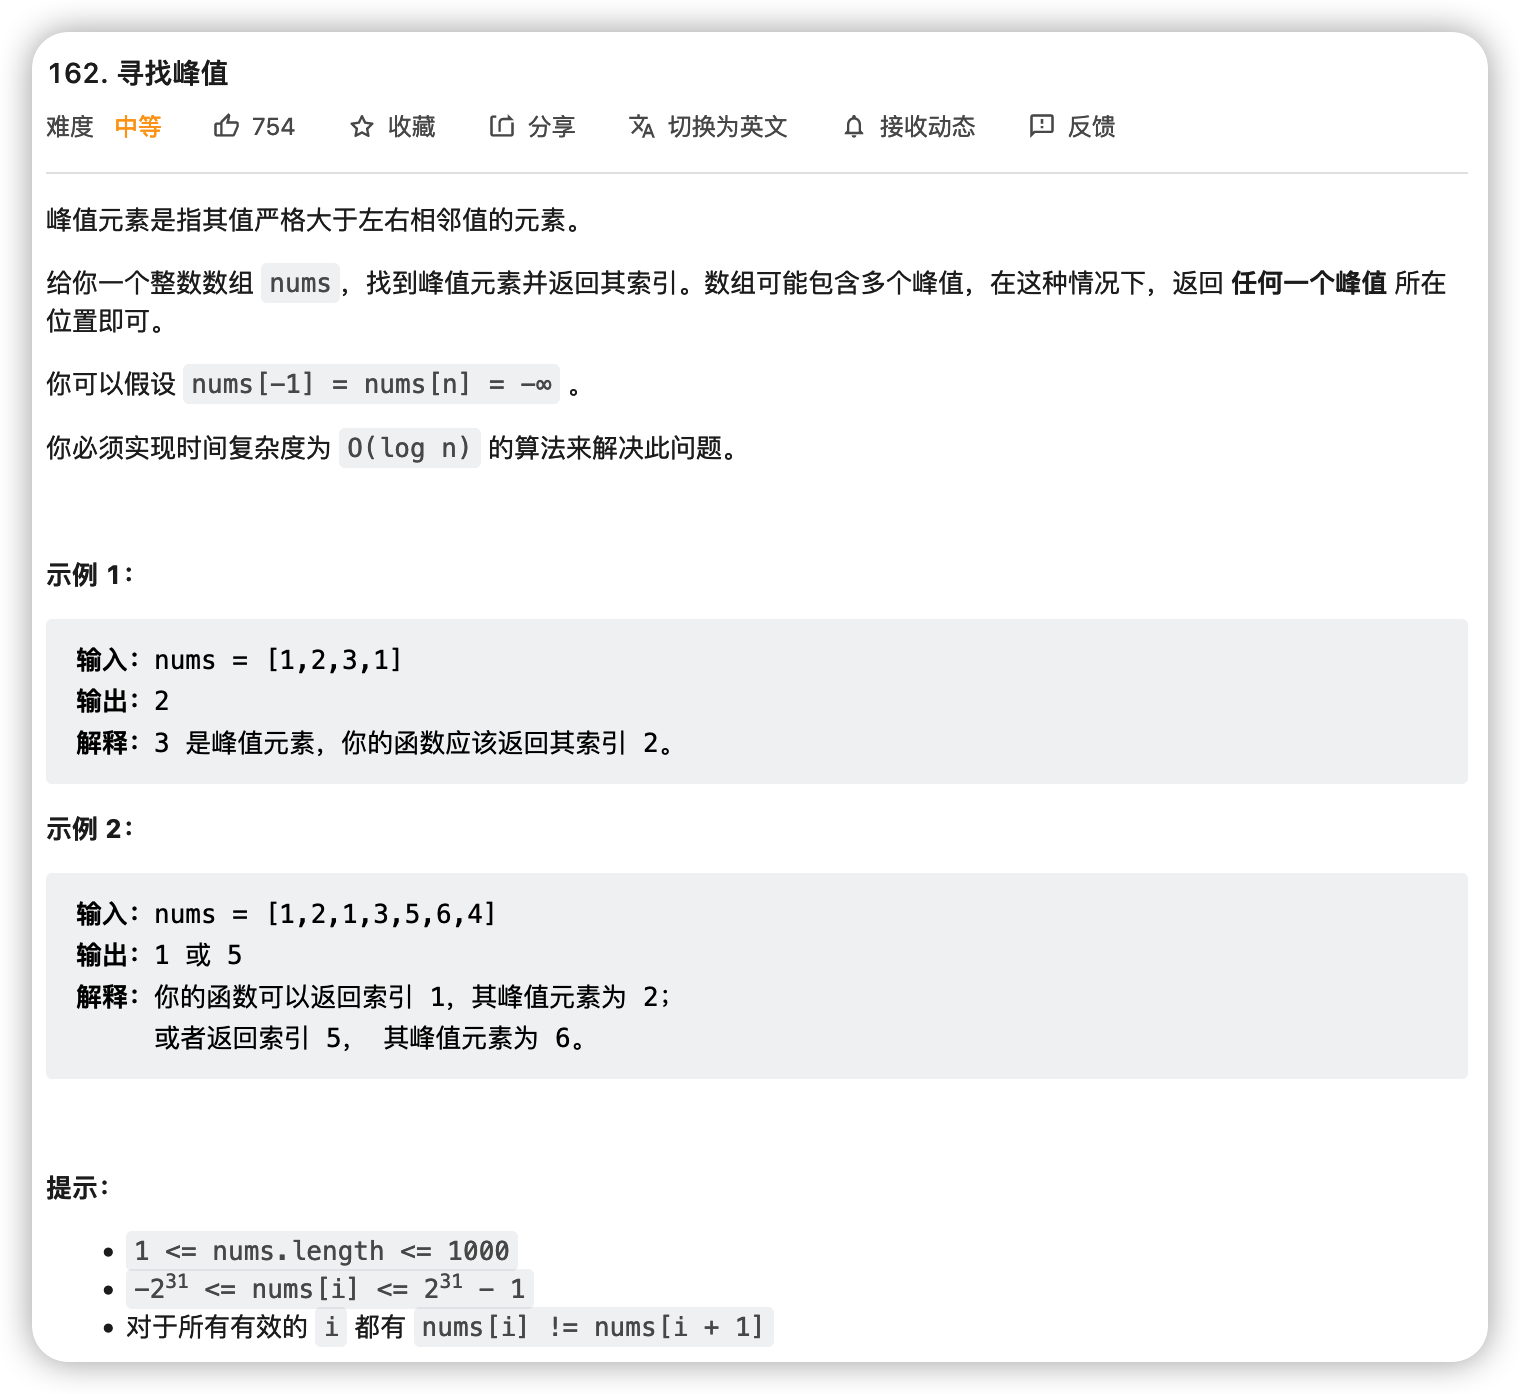 162. 寻找峰值
难度 中等 754 收藏 分享 切换为英文 接收动态 反馈
峰值元素是指其值严格大于左右相邻值的元素。
给你一个整数数组 nums，找到峰值元素并返回其索引。数组可能包含多个峰值，在这种情况下，返回 任何一个峰值 所在
位置即可。
你可以假设 nums[-1] = nums[n] = -∞ 。
你必须实现时间复杂度为 O(log n) 的算法来解决此问题。
示例 1：
输入：nums = [1,2,3,1]
输出：2
解释：3 是峰值元素，你的函数应该返回其索引 2。
示例 2：
输入：nums = [1,2,1,3,5,6,4]
输出：1 或 5
解释：你的函数可以返回索引 1，其峰值元素为 2；
或者返回索引 5， 其峰值元素为 6。
提示：
• 1 <= nums.length <= 1000
• -2³¹ <= nums[i] <= 2³¹ - 1
• 对于所有有效的 i 都有 nums[i] != nums[i + 1]